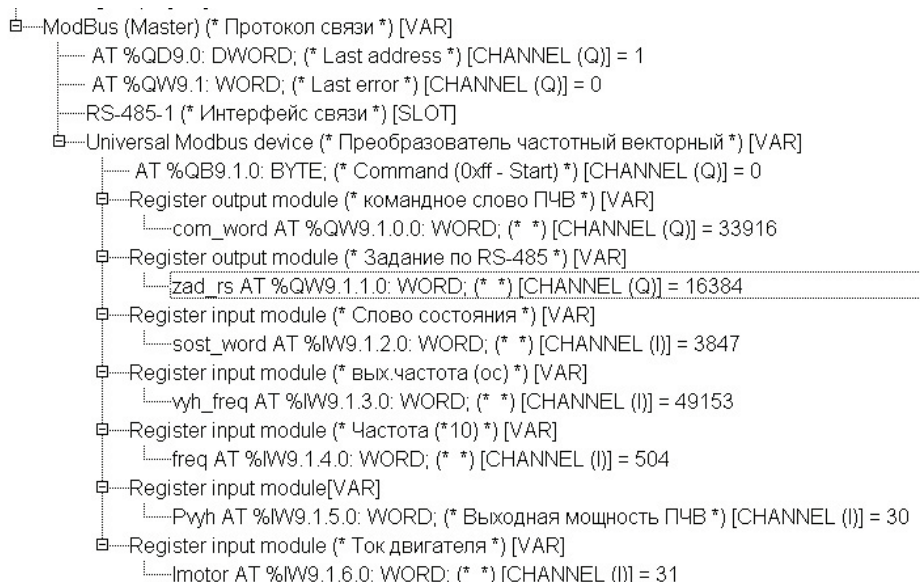 ModBus (Master) (* Протокол связи *) [VAR]
AT %QD9.0: DWORD; (* Last address *) [CHANNEL (Q)] = 1
AT %QW9.1: WORD; (* Last error *) [CHANNEL (Q)] = 0
RS-485-1 (* Интерфейс связи *) [SLOT]
Universal Modbus device (* Преобразователь частотный векторный *) [VAR]
AT %QB9.1.0: BYTE; (* Command (0xff - Start) *) [CHANNEL (Q)] = 0
Register output module (* командное слово ПЧВ *) [VAR]
com_word AT %QW9.1.0.0: WORD; (* *) [CHANNEL (Q)] = 33916
Register output module (* Задание по RS-485 *) [VAR]
zad_rs AT %QW9.1.1.0: WORD; (* *) [CHANNEL (Q)] = 16384
Register input module (* Слово состояния *) [VAR]
sost_word AT %IW9.1.2.0: WORD; (* *) [CHANNEL (I)] = 3847
Register input module (* вых.частота (ос) *) [VAR]
vyh_freq AT %IW9.1.3.0: WORD; (* *) [CHANNEL (I)] = 49153
Register input module (* Частота (*10) *) [VAR]
freq AT %IW9.1.4.0: WORD; (* *) [CHANNEL (I)] = 504
Register input module[VAR]
Pvyh AT %IW9.1.5.0: WORD; (* Выходная мощность ПЧВ *) [CHANNEL (I)] = 30
Register input module (* Ток двигателя *) [VAR]
Imotor AT %IW9.1.6.0: WORD; (* *) [CHANNEL (I)] = 31